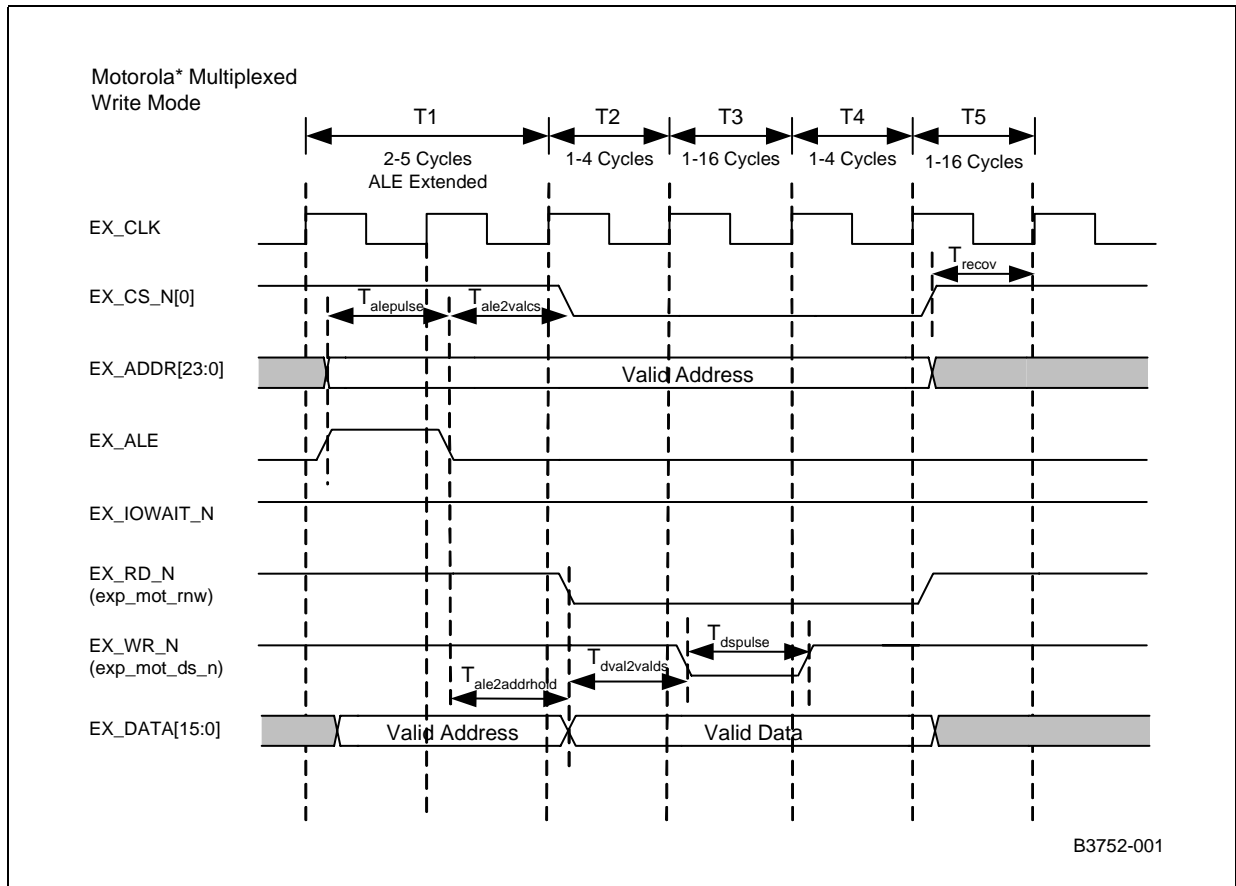 Motorola* Multiplexed
Write Mode
T1 T2 T3 T4 T5
2-5 Cycles 1-4 Cycles 1-16 Cycles 1-4 Cycles 1-16 Cycles
ALE Extended
EX_CLK
Trecov
EX_CS_N[0]
Talepulse Tale2valcs
EX_ADDR[23:0] Valid Address
EX_ALE
EX_IOWAIT_N
EX_RD_N
(exp_mot_rnw)
EX_WR_N Tdspulse
(exp_mot_ds_n) Tdval2valds
Tale2addrhold
EX_DATA[15:0] Valid Address Valid Data
B3752-001